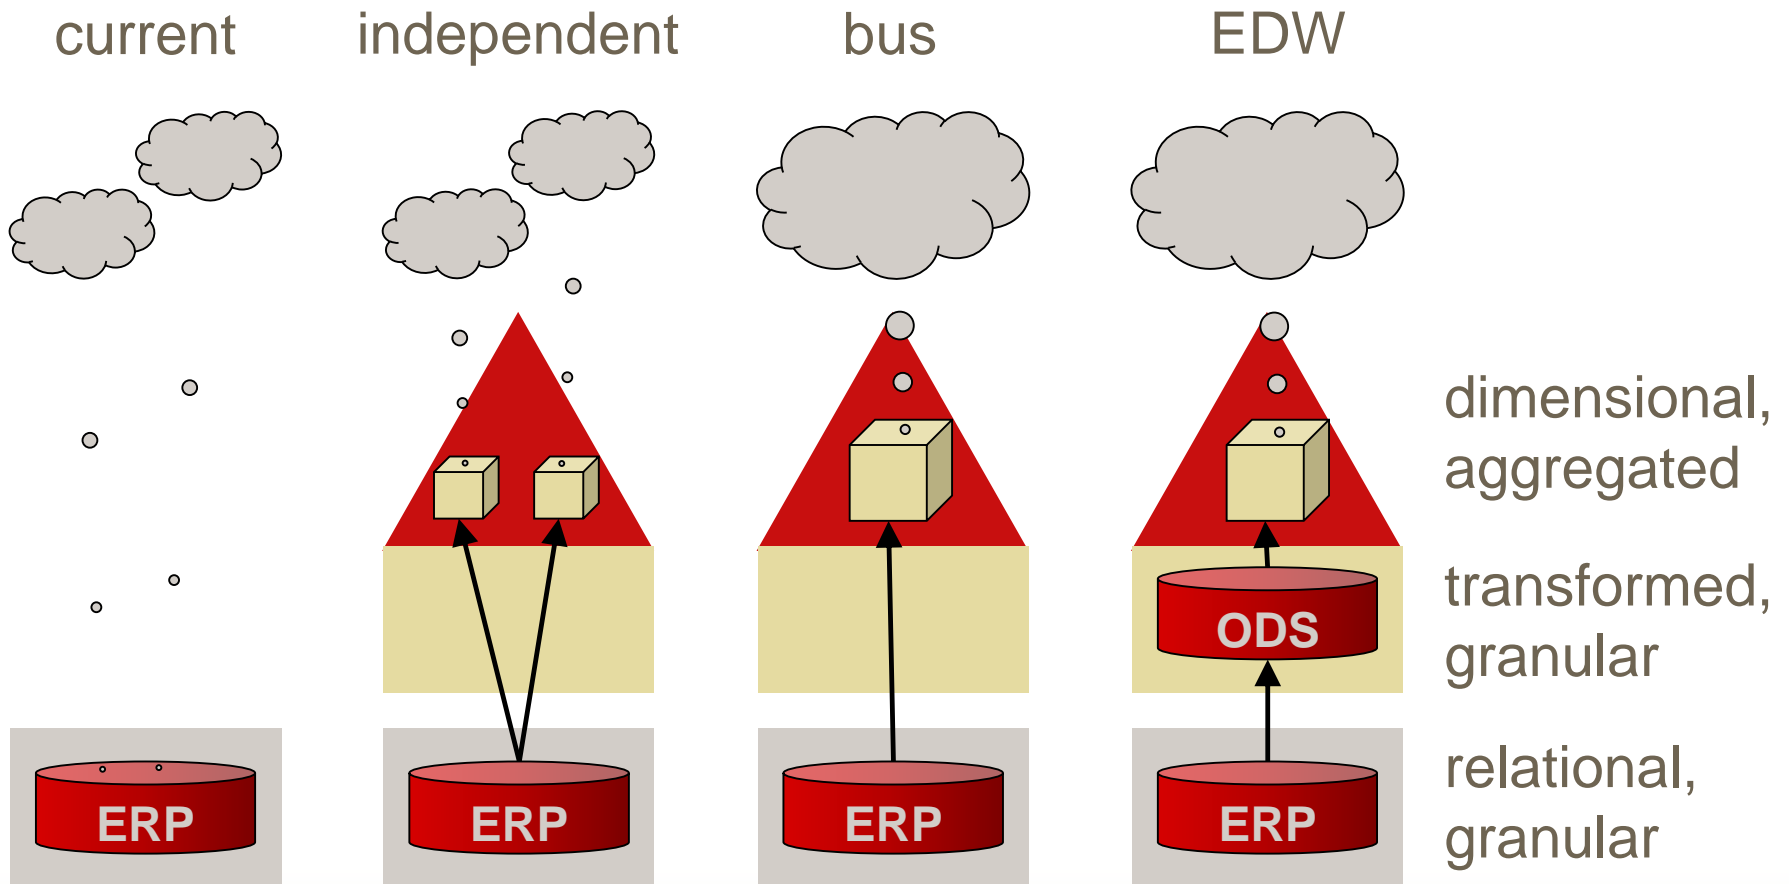 current
independent
bus
EDW
dimensional,
aggregated
transformed,
granular
ODS
relational,
granular
ERP
ERP
ERP
ERP